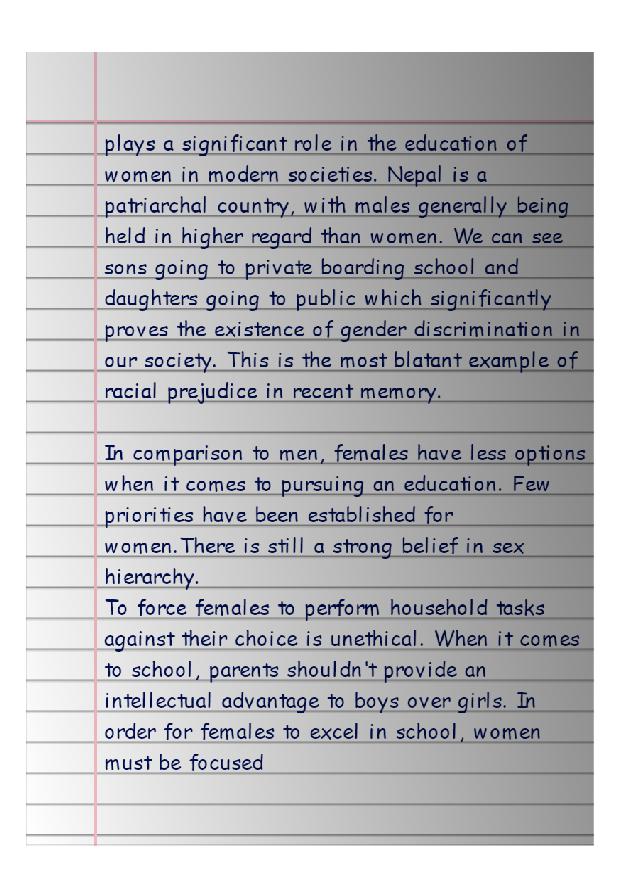 plays a significant role in the education of
women in modern societies. Nepal is a
patriarchal country, with males generally being
held in higher regard than women. We can see
sons going to private boarding school and
daughters going to public which significantly
proves the existence of gender discrimination in
our society. This is the most blatant example of
racial prejudice in recent memory.
In comparison to men, females have less options
when it comes to pursuing an education. Few
priorities have been established for
women.There is still a strong belief in sex
hierarchy.
To force females to perform household tasks
against their choice is unethical. When it comes
to school, parents shouldn't provide an
intellectual advantage to boys over girls. In
order for females to excel in school, women
must be focused